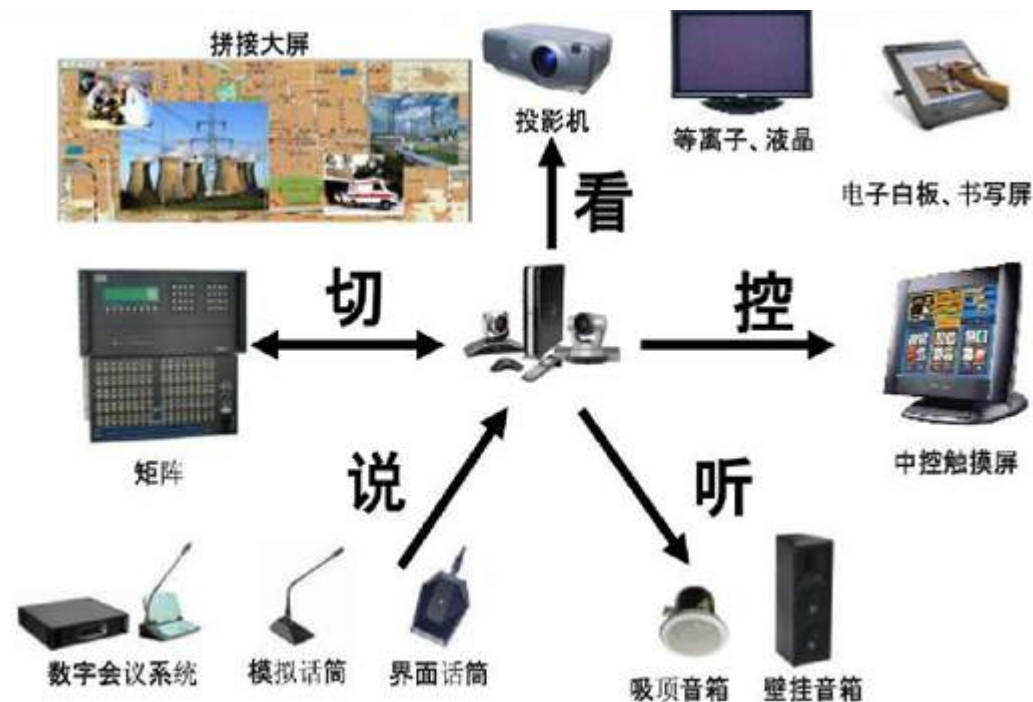 拼接大屏
投影机
等离子、液晶
电子白板、书写屏
看
切
控
矩阵
中控触摸屏
说
听
数字会议系统
模拟话筒
界面话筒
吸顶音箱
壁挂音箱